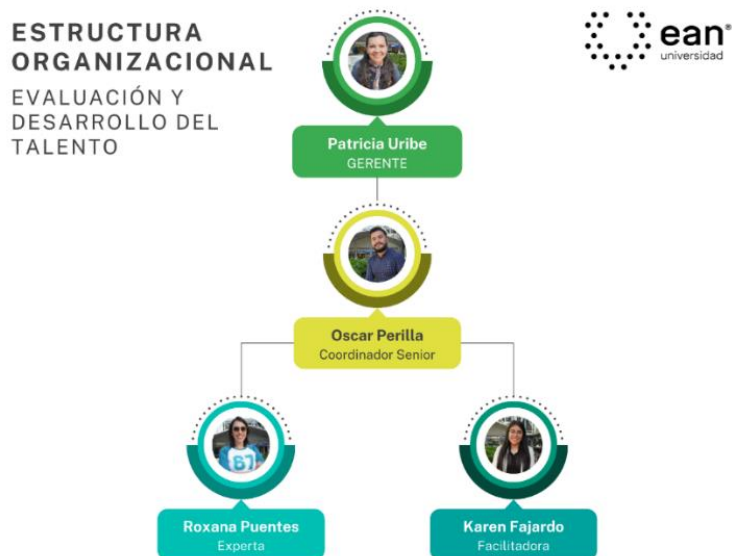 ESTRUCTURA
ORGANIZACIONAL
EVALUACIÓN Y
DESARROLLO DEL
TALENTO
ean®
universidad
Patricia Uribe
GERENTE
Oscar Perilla
Coordinador Senior
67
Roxana Puentes
Experta
Karen Fajardo
Facilitadora